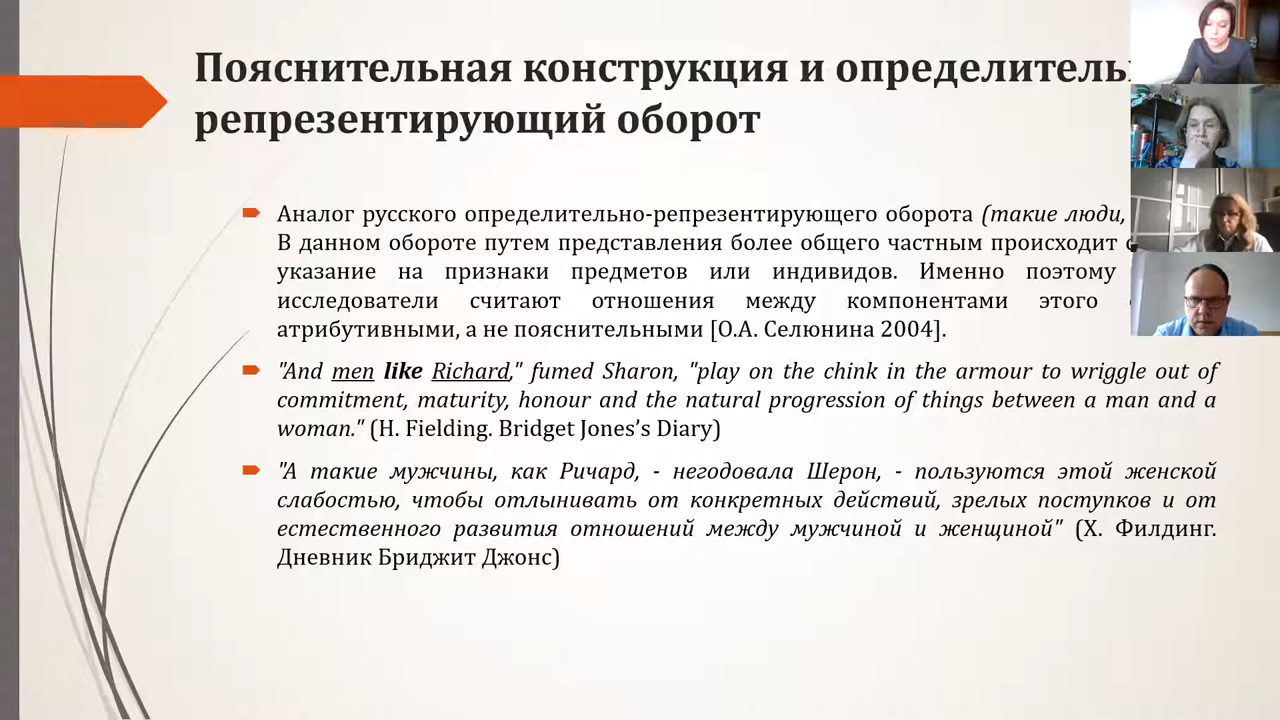 Пояснительная конструкция и определитель
репрезентирующий оборот
Аналог русского определительно-репрезентирующего оборота (такие люди,
В данном обороте путем представления более общего частным происходит
указание на признаки предметов или индивидов. Именно поэтому
исследователи считают отношения между компонентами этого
атрибутивными, а не пояснительными [О.А. Селюнина 2004].
"And men like Richard," fumed Sharon, "play on the chink in the armour to wriggle out of
commitment, maturity, honour and the natural progression of things between a man and a
woman." (H. Fielding. Bridget Jones's Diary)
"А такие мужчины, как Ричард, - негодовала Шерон, - пользуются этой женской
слабостью, чтобы отлынивать от конкретных действий, зрелых поступков и от
естественного развития отношений между мужчиной и женщиной" (Х. Филдинг.
Дневник Бриджит Джонс)